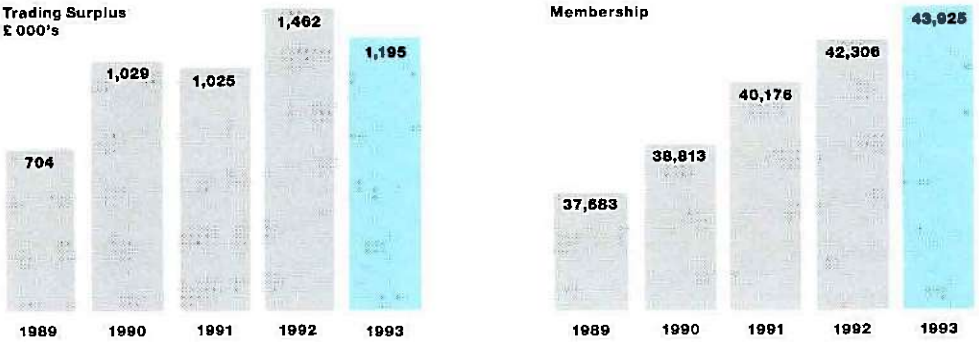 Trading Surplus
£ 000's
704
1,029
1,025
1,462
1,195
1989 1990 1991 1992 1993
Membership
37,683
38,813
40,176
42,306
43,925
1989 1990 1991 1992 1993